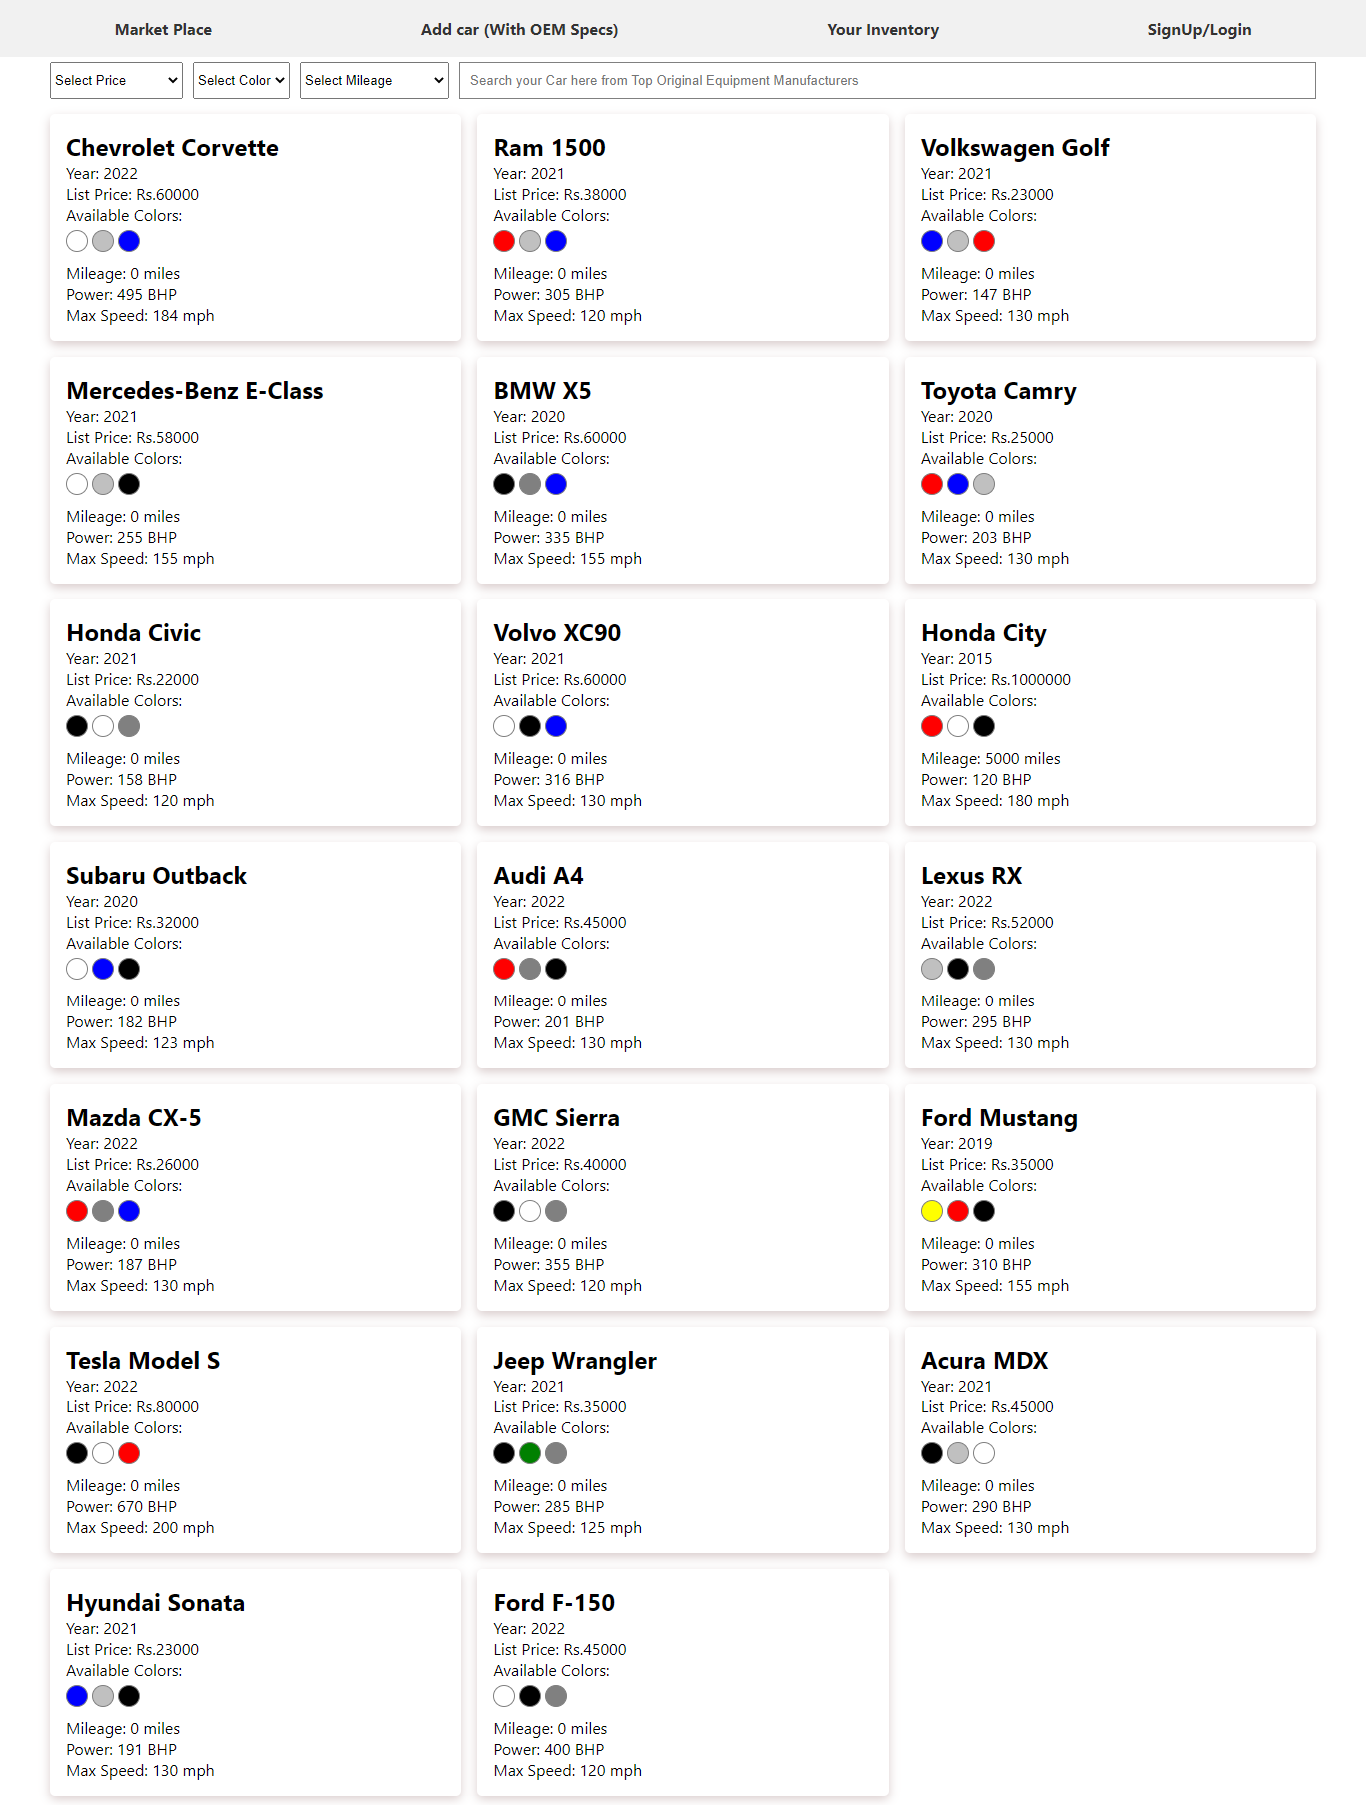 Market Place
Add car (With OEM Specs)
Your Inventory
SignUp/Login
Select Price
Select Color
Select Mileage
Search your Car here from Top Original Equipment Manufacturers
Chevrolet Corvette
Year: 2022
List Price: Rs.60000
Available Colors:
Mileage: 0 miles
Power: 495 BHP
Max Speed: 184 mph
Ram 1500
Year: 2021
List Price: Rs.38000
Available Colors:
Mileage: 0 miles
Power: 305 BHP
Max Speed: 120 mph
Volkswagen Golf
Year: 2021
List Price: Rs.23000
Available Colors:
Mileage: 0 miles
Power: 147 BHP
Max Speed: 130 mph
Mercedes-Benz E-Class
Year: 2021
List Price: Rs.58000
Available Colors:
Mileage: 0 miles
Power: 255 BHP
Max Speed: 155 mph
BMW X5
Year: 2020
List Price: Rs.60000
Available Colors:
Mileage: 0 miles
Power: 335 BHP
Max Speed: 155 mph
Toyota Camry
Year: 2020
List Price: Rs.25000
Available Colors:
Mileage: 0 miles
Power: 203 BHP
Max Speed: 130 mph
Honda Civic
Year: 2021
List Price: Rs.22000
Available Colors:
Mileage: 0 miles
Power: 158 BHP
Max Speed: 120 mph
Volvo XC90
Year: 2021
List Price: Rs.60000
Available Colors:
Mileage: 0 miles
Power: 316 BHP
Max Speed: 130 mph
Honda City
Year: 2015
List Price: Rs.1000000
Available Colors:
Mileage: 5000 miles
Power: 120 BHP
Max Speed: 180 mph
Subaru Outback
Year: 2020
List Price: Rs.32000
Available Colors:
Mileage: 0 miles
Power: 182 BHP
Max Speed: 123 mph
Audi A4
Year: 2022
List Price: Rs.45000
Available Colors:
Mileage: 0 miles
Power: 201 BHP
Max Speed: 130 mph
Lexus RX
Year: 2022
List Price: Rs.52000
Available Colors:
Mileage: 0 miles
Power: 295 BHP
Max Speed: 130 mph
Mazda CX-5
Year: 2022
List Price: Rs.26000
Available Colors:
Mileage: 0 miles
Power: 187 BHP
Max Speed: 130 mph
GMC Sierra
Year: 2022
List Price: Rs.40000
Available Colors:
Mileage: 0 miles
Power: 355 BHP
Max Speed: 120 mph
Ford Mustang
Year: 2019
List Price: Rs.35000
Available Colors:
Mileage: 0 miles
Power: 310 BHP
Max Speed: 155 mph
Tesla Model S
Year: 2022
List Price: Rs.80000
Available Colors:
Mileage: 0 miles
Power: 670 BHP
Max Speed: 200 mph
Jeep Wrangler
Year: 2021
List Price: Rs.35000
Available Colors:
Mileage: 0 miles
Power: 285 BHP
Max Speed: 125 mph
Acura MDX
Year: 2021
List Price: Rs.45000
Available Colors:
Mileage: 0 miles
Power: 290 BHP
Max Speed: 130 mph
Hyundai Sonata
Year: 2021
List Price: Rs.23000
Available Colors:
Mileage: 0 miles
Power: 191 BHP
Max Speed: 130 mph
Ford F-150
Year: 2022
List Price: Rs.45000
Available Colors:
Mileage: 0 miles
Power: 400 BHP
Max Speed: 120 mph